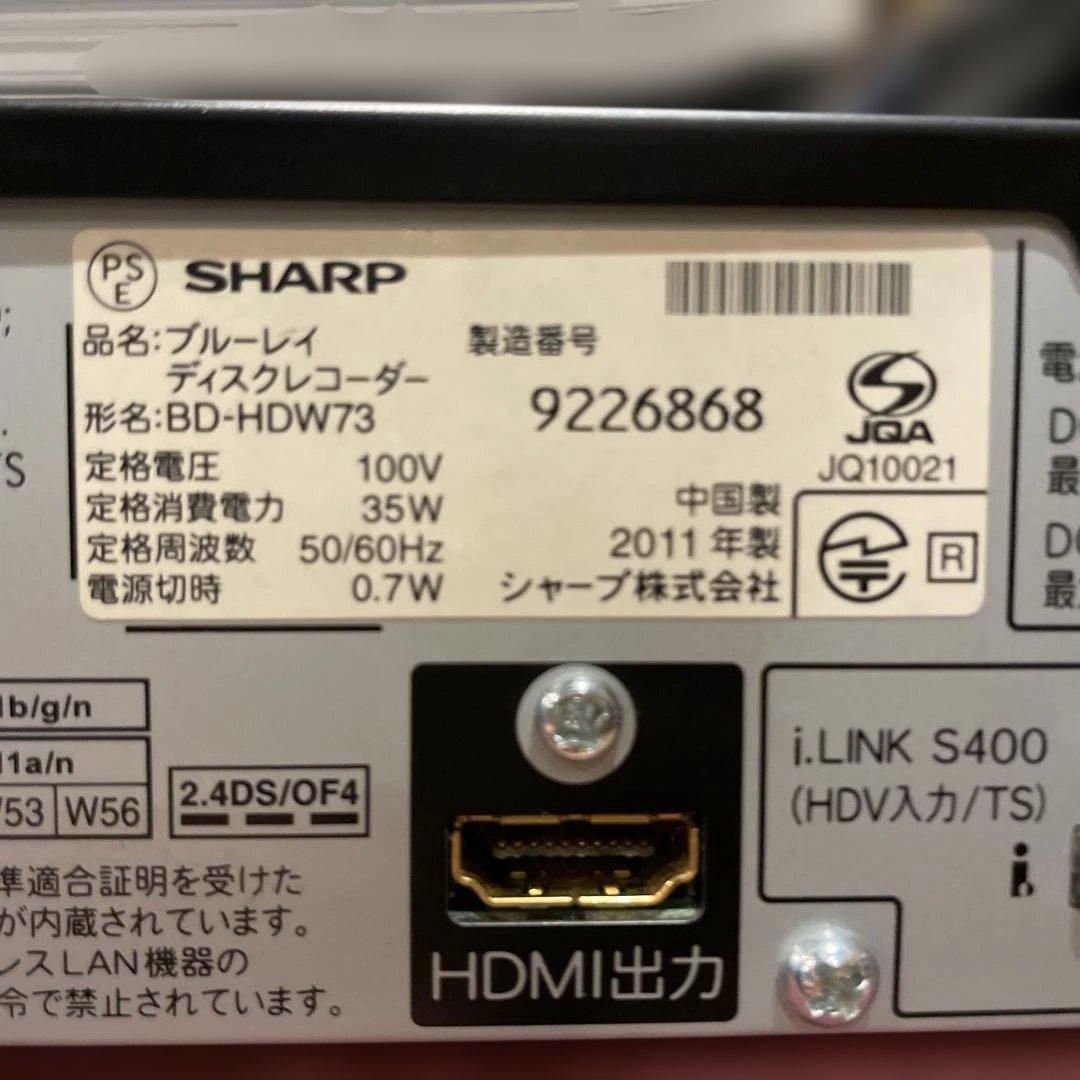 PS
E
SHARP
品名:ブルーレイ
ディスクレコーダー
形名:BD-HDW73
定格電圧 100V
定格消費電力 35W
定格周波数 50/60Hz
電源切時 0.7W
製造番号
9226868
中国製
2011 年製
シャープ株式会社
JQA
JQ10021
R
TS
電
D
最
D
最
b/g/n
1a/n
53 W56
2.4DS/OF4
準適合証明を受けた
が内蔵されています。
レスLAN機器の
令で禁止されています。
HDMI出力
i.LINK S400
(HDV入力/TS)
i